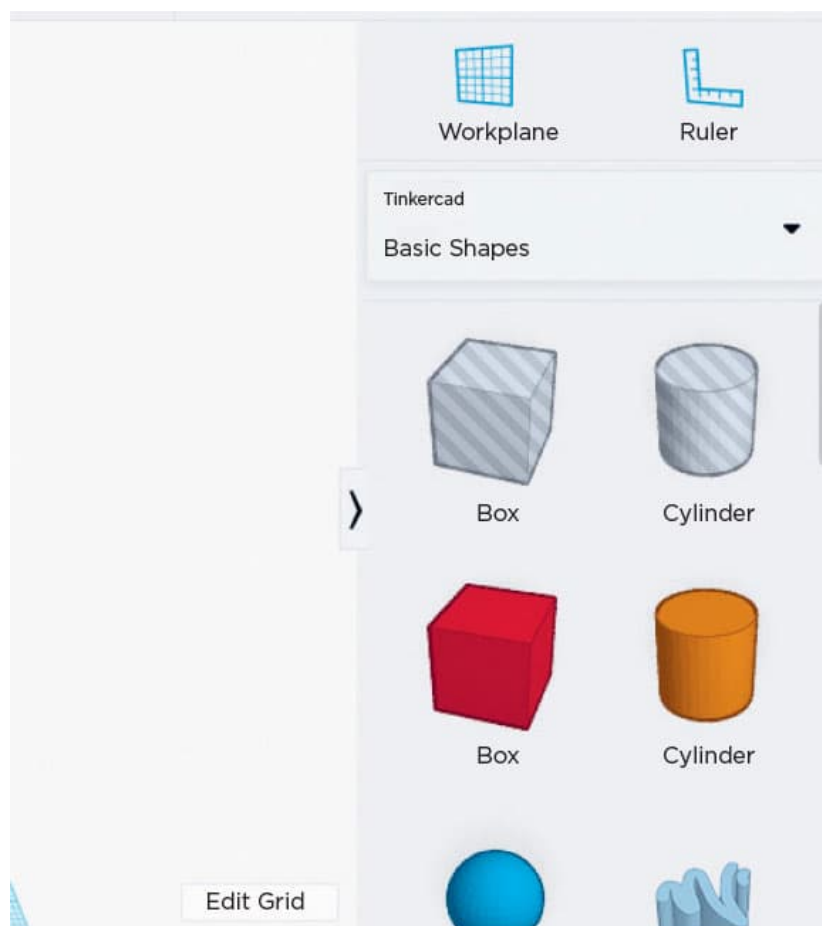 Workplane
Ruler
Tinkercad
Basic Shapes
Box
Cylinder
Box
Cylinder
Edit Grid